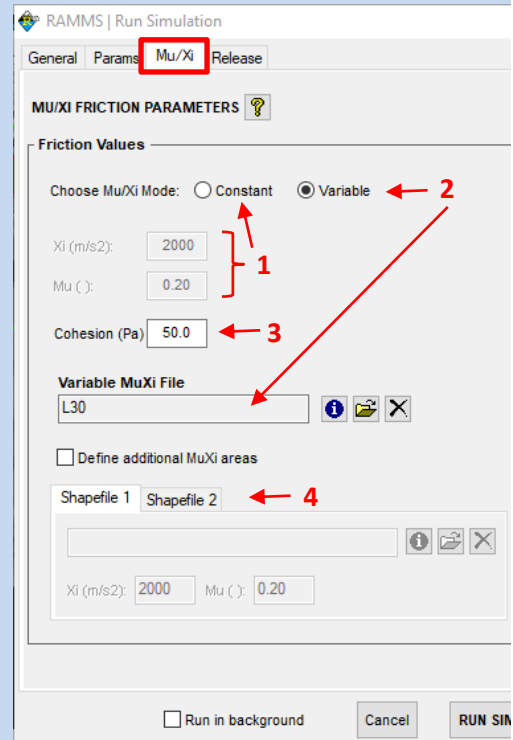 RAMMS | Run Simulation
General Params Mu/Xi Release
MU/XI FRICTION PARAMETERS ?
Friction Values
Choose Mu/Xi Mode: Constant Variable 2
Xi (m/s2): 2000
1
Mu ( ): 0.20
Cohesion (Pa) 50.0 3
Variable MuXi File
L30
Define additional MuXi areas
Shapefile 1 Shapefile 2 4
Xi (m/s2): 2000 Mu ( ): 0.20
Run in background Cancel RUN SIM